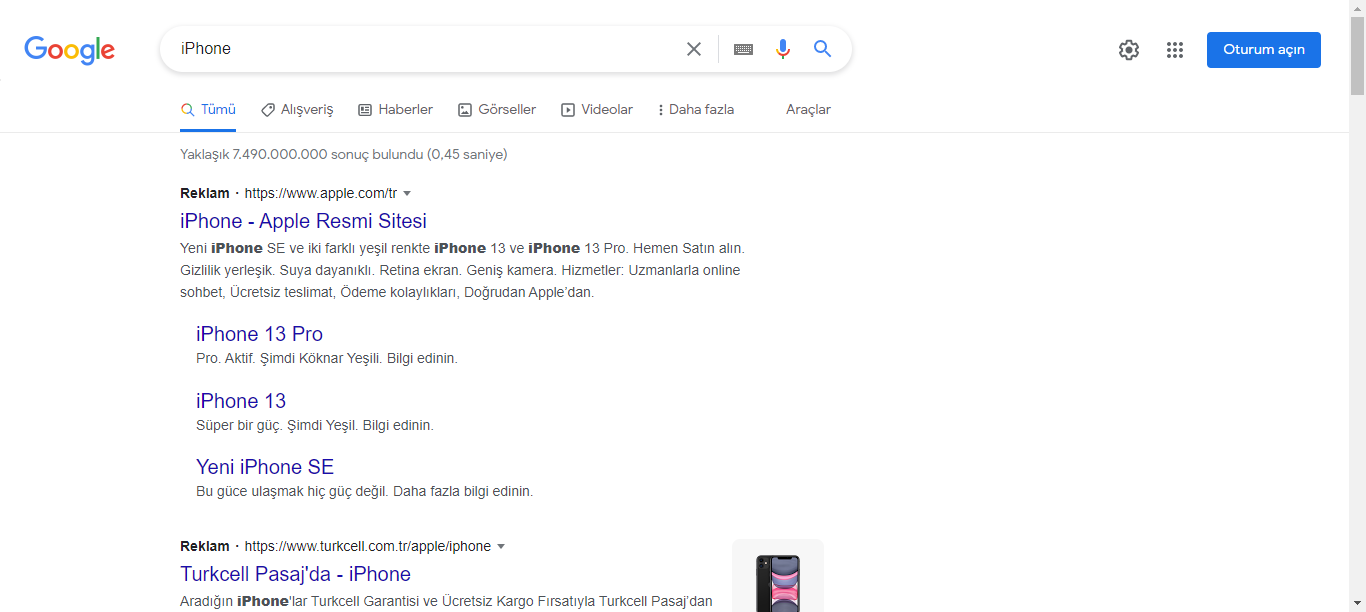 Google
iPhone
Oturum açın
Tümü Alışveriş Haberler Görseller Videolar Daha fazla Araçlar
Yaklaşık 7.490.000.000 sonuç bulundu (0,45 saniye)
Reklam · https://www.apple.com/tr
iPhone - Apple Resmi Sitesi
Yeni iPhone SE ve iki farklı yeşil renkte iPhone 13 ve iPhone 13 Pro. Hemen Satın alın.
Gizlilik yerleşik. Suya dayanıklı. Retina ekran. Geniş kamera. Hizmetler: Uzmanlarla online
sohbet, Ücretsiz teslimat, Ödeme kolaylıkları, Doğrudan Apple’dan.
iPhone 13 Pro
Pro. Aktif. Şimdi Köknar Yeşili. Bilgi edinin.
iPhone 13
Süper bir güç. Şimdi Yeşil. Bilgi edinin.
Yeni iPhone SE
Bu güce ulaşmak hiç güç değil. Daha fazla bilgi edinin.
Reklam · https://www.turkcell.com.tr/apple/iphone
Turkcell Pasaj'da - iPhone
Aradığın iPhone'lar Turkcell Garantisi ve Ücretsiz Kargo Fırsatıyla Turkcell Pasaj’dan